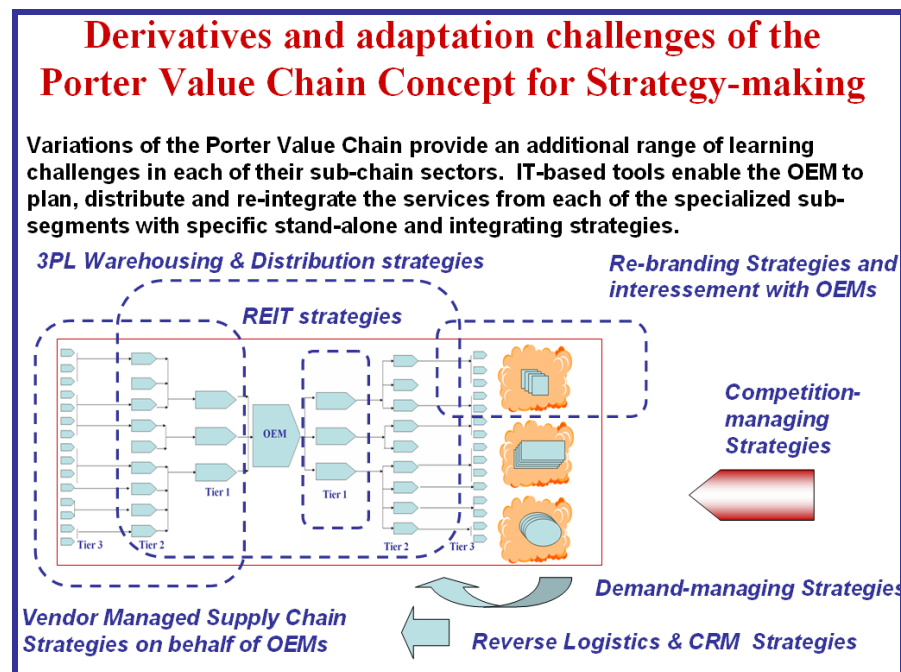 Derivatives and adaptation challenges of the
Porter Value Chain Concept for Strategy-making
Variations of the Porter Value Chain provide an additional range of learning
challenges in each of their sub-chain sectors.  IT-based tools enable the OEM to
plan, distribute and re-integrate the services from each of the specialized sub-
segments with specific stand-alone and integrating strategies.
3PL Warehousing & Distribution strategies
Re-branding Strategies and
interessement with OEMs
REIT strategies
Competition-
managing
Strategies
OEM
Tier 1
Tier 1
Tier 3
Tier 2
Tier 2
Tier 3
Demand-managing Strategies
Vendor Managed Supply Chain
Strategies on behalf of OEMs
Reverse Logistics & CRM  Strategies